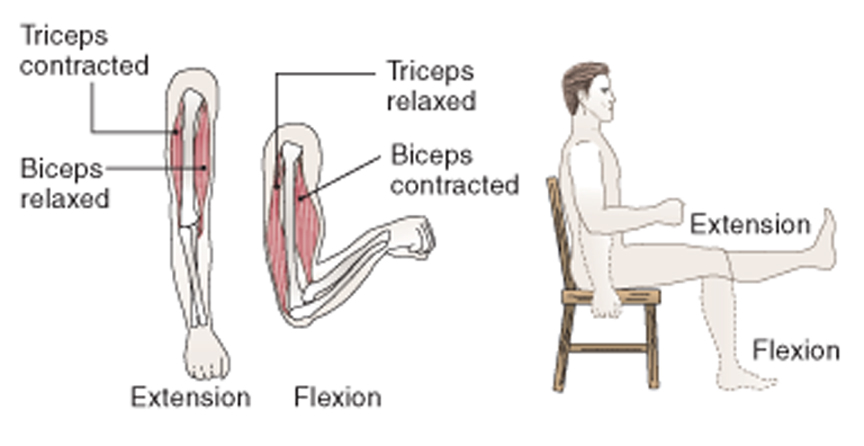 Triceps
contracted
Biceps
relaxed
Extension
Triceps
relaxed
Biceps
contracted
Flexion
Extension
Flexion